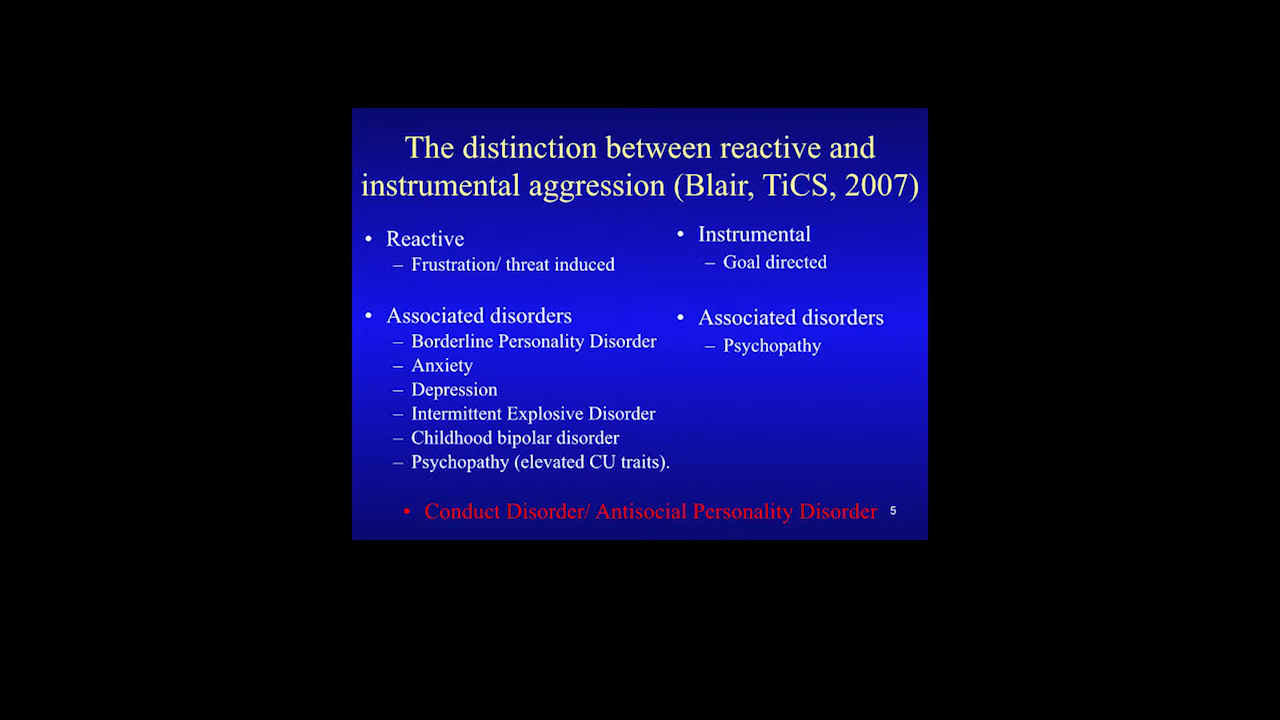 The distinction between reactive and
instrumental aggression (Blair, TiCS, 2007)
• Reactive
– Frustration/ threat induced
• Associated disorders
– Borderline Personality Disorder
– Anxiety
– Depression
– Intermittent Explosive Disorder
– Childhood bipolar disorder
– Psychopathy (elevated CU traits).
• Instrumental
– Goal directed
• Associated disorders
– Psychopathy
• Conduct Disorder/ Antisocial Personality Disorder
5